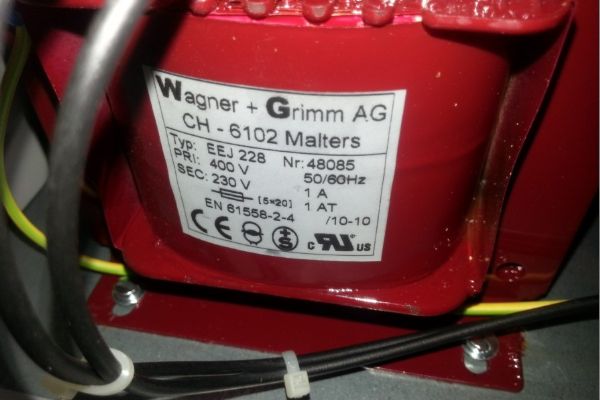 Wagner + Grimm AG
CH - 6102 Malters
Typ: EEJ 228 Nr: 48085
PRI: 400 V 50/60Hz
SEC: 230 V 1 A
[5x20] 1 AT
EN 61558-2-4 /10-10
CE S c RU US